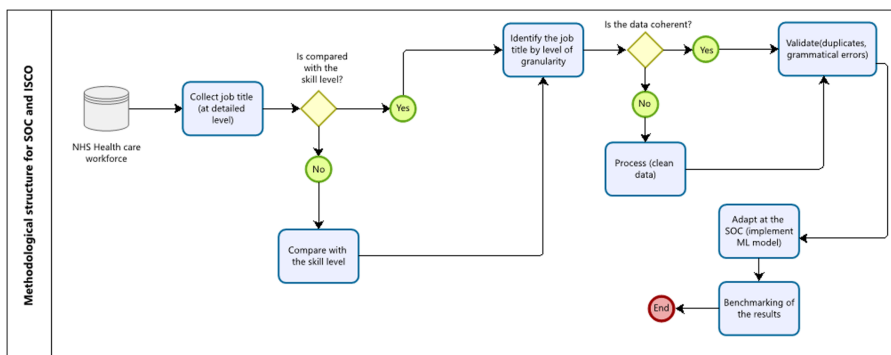 Methodological structure for SOC and ISCO
NHS Health care
workforce
Collect job title
(at detailed
level)
Is compared
with the
skill level?
Yes
No
Compare with
the skill level
Identify the job
title by level of
granularity
Is the data coherent?
Yes
No
Process (clean
data)
Validate(duplicates,
grammatical errors)
Adapt at the
SOC (implement
ML model)
Benchmarking of
the results
End